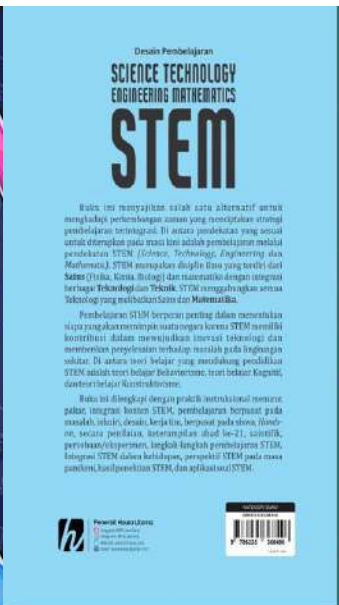 Desain Pembelajaran
SCIENCE TECHNOLOGY
ENGINEERING MATHEMATICS
STEM
Buku ini menyajikan salah satu alternatif untuk
menghadapi perkembangan zaman yang menciptakan strategi
pembelajaran terintegrasi. Di antara pendekatan yang sesuai
untuk diterapkan pada masa kini adalah pembelajaran melalui
pendekatan STEM (Science, Technology, Engineering dan
Mathematic). STEM merupakan disiplin ilmu yang terdiri dari
Sains (Fisika, Kimia, Biologi) dan matematika dengan integrasi
berbagai Teknologi dan Teknik. STEM menggabungkan semua
Teknologi yang melibatkan Sains dan Matematika.
Pembelajaran STEM berperan penting dalam menentukan
siapa yang akan memimpin suatu negara karena STEM memiliki
kontribusi dalam mewujudkan inovasi teknologi dan
memberikan penyelesaian terhadap masalah pada lingkungan
sekitar. Di antara teori belajar yang mendukung pendidikan
STEM adalah teori belajar Behaviorisme, teori belajar Kognitif,
dan teori belajar Konstruktivisme.
Buku ini dilengkapi dengan praktik instruksional menurut
pakar, integrasi konten STEM, pembelajaran berpusat pada
masalah, inkuiri, desain, kerja tim, berpusat pada siswa, Hands-
on, secara penilaian, keterampilan abad ke-21, saintifik,
percobaan/eksperimen, langkah-langkah pembelajaran STEM,
Integrasi STEM dalam kehidupan, perspektif STEM pada masa
pandemi, hasil penelitian STEM, dan aplikasi soal STEM.
h
Penerbit Haura Utama